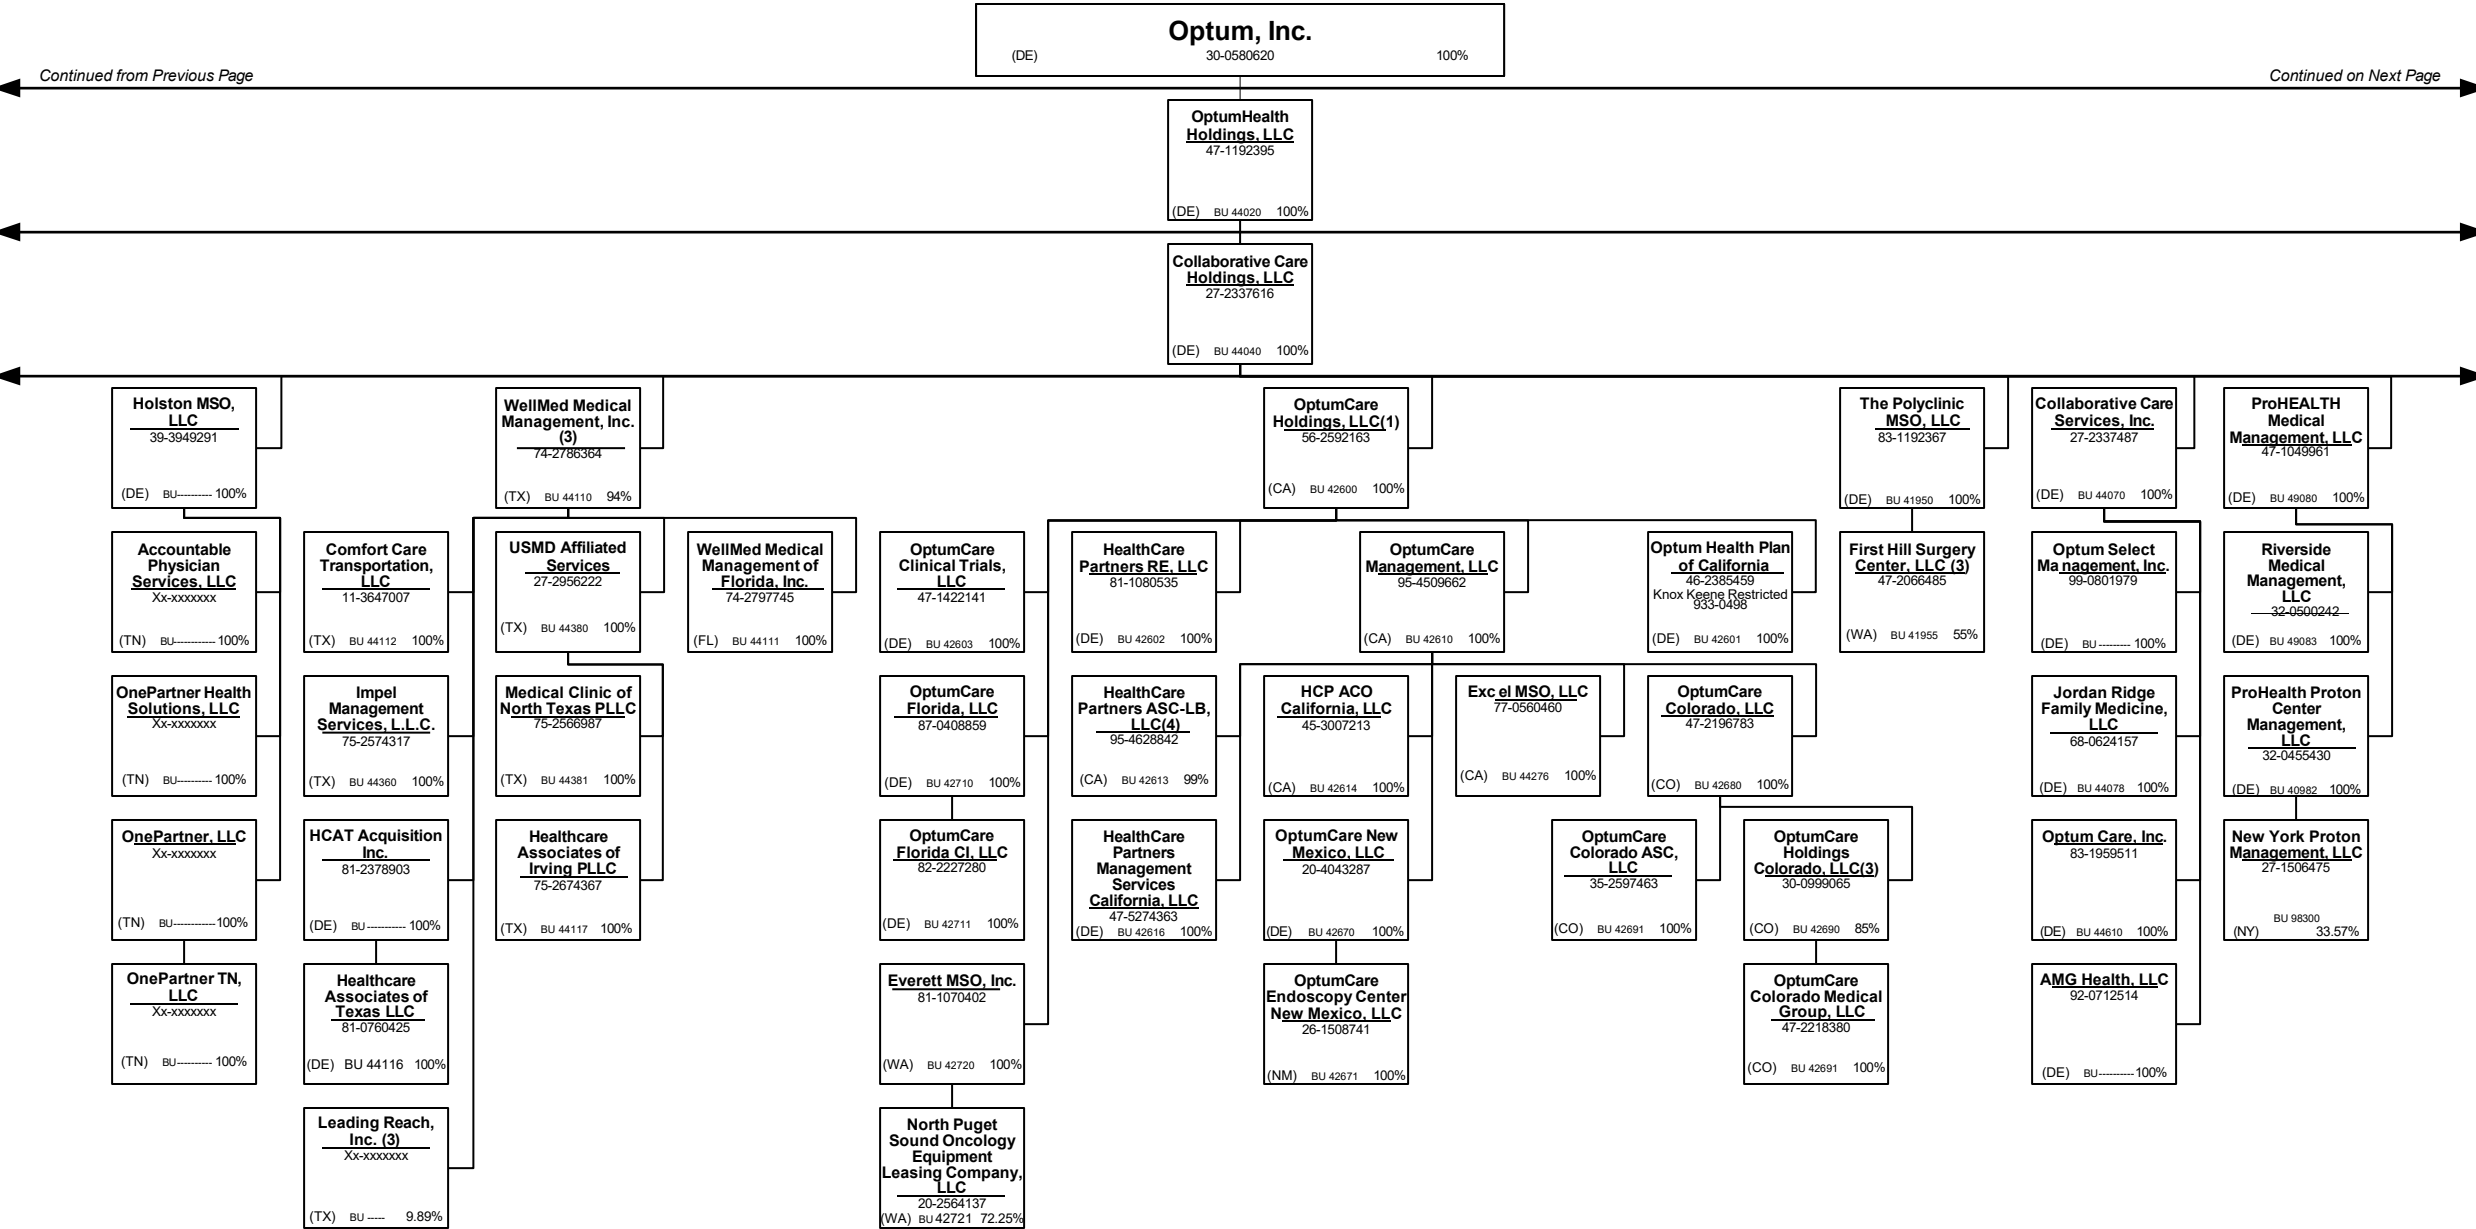 Optum, Inc.
(DE) 30-0580620 100%
Continued from Previous Page
Continued on Next Page
OptumHealth
Holdings, LLC
47-1192395
(DE) BU 44020 100%
Collaborative Care
Holdings, LLC
27-2337616
(DE) BU 44040 100%
Holston MSO,
LLC
39-3949291
(DE) BU---------- 100%
WellMed Medical
Management, Inc.
(3)
74-2786364
(TX) BU 44110 94%
OptumCare
Holdings, LLC(1)
56-2592163
(CA) BU 42600 100%
The Polyclinic
MSO, LLC
83-1192367
(DE) BU 41950 100%
Collaborative Care
Services, Inc.
27-2337487
(DE) BU 44070 100%
ProHEALTH
Medical
Management, LLC
47-1049961
(DE) BU 49080 100%
Accountable
Physician
Services, LLC
Xx-xxxxxxx
(TN) BU------------ 100%
Comfort Care
Transportation,
LLC
11-3647007
(TX) BU 44112 100%
USMD Affiliated
Services
27-2956222
(TX) BU 44380 100%
WellMed Medical
Management of
Florida, Inc.
74-2797745
(FL) BU 44111 100%
OptumCare
Clinical Trials,
LLC
47-1422141
(DE) BU 42603 100%
HealthCare
Partners RE, LLC
81-1080535
(DE) BU 42602 100%
OptumCare
Management, LLC
95-4509662
(CA) BU 42610 100%
Optum Health Plan
of California
46-2385459
Knox Keene Restricted
933-0498
(DE) BU 42601 100%
First Hill Surgery
Center, LLC (3)
47-2066485
(WA) BU 41955 55%
Optum Select
Ma nagement, Inc.
99-0801979
(DE) BU --------- 100%
Riverside
Medical
Management,
LLC
32-0500242
(DE) BU 49083 100%
OnePartner Health
Solutions, LLC
Xx-xxxxxxx
(TN) BU---------- 100%
Impel
Management
Services, L.L.C.
75-2574317
(TX) BU 44360 100%
Medical Clinic of
North Texas PLLC
75-2566987
(TX) BU 44381 100%
OptumCare
Florida, LLC
87-0408859
(DE) BU 42710 100%
HealthCare
Partners ASC-LB,
LLC(4)
95-4628842
(CA) BU 42613 99%
HCP ACO
California, LLC
45-3007213
(CA) BU 42614 100%
Exc el MSO, LLC
77-0560460
(CA) BU 44276 100%
OptumCare
Colorado, LLC
47-2196783
(CO) BU 42680 100%
Jordan Ridge
Family Medicine,
LLC
68-0624157
(DE) BU 44078 100%
ProHealth Proton
Center
Management,
LLC
32-0455430
(DE) BU 40982 100%
OnePartner, LLC
Xx-xxxxxxx
(TN) BU------------100%
HCAT Acquisition
Inc.
81-2378903
(DE) BU ----------- 100%
Healthcare
Associates of
Irving PLLC
75-2674367
(TX) BU 44117 100%
OptumCare
Florida CI, LLC
82-2227280
(DE) BU 42711 100%
HealthCare
Partners
Management
Services
California, LLC
47-5274363
(DE) BU 42616 100%
OptumCare New
Mexico, LLC
20-4043287
(DE) BU 42670 100%
OptumCare
Colorado ASC,
LLC
35-2597463
(CO) BU 42691 100%
OptumCare
Holdings
Colorado, LLC(3)
30-0999065
(CO) BU 42690 85%
Optum Care, Inc.
83-1959511
(DE) BU 44610 100%
New York Proton
Management, LLC
27-1506475
BU 98300
(NY) 33.57%
OnePartner TN,
LLC
Xx-xxxxxxx
(TN) BU---------- 100%
Healthcare
Associates of
Texas LLC
81-0760425
(DE) BU 44116 100%
Everett MSO, Inc.
81-1070402
(WA) BU 42720 100%
OptumCare
Endoscopy Center
New Mexico, LLC
26-1508741
(NM) BU 42671 100%
OptumCare
Colorado Medical
Group, LLC
47-2218380
(CO) BU 42691 100%
AMG Health, LLC
92-0712514
(DE) BU----------100%
Leading Reach,
Inc. (3)
Xx-xxxxxxx
(TX) BU ----- 9.89%
North Puget
Sound Oncology
Equipment
Leasing Company,
LLC
20-2564137
(WA) BU 42721 72.25%